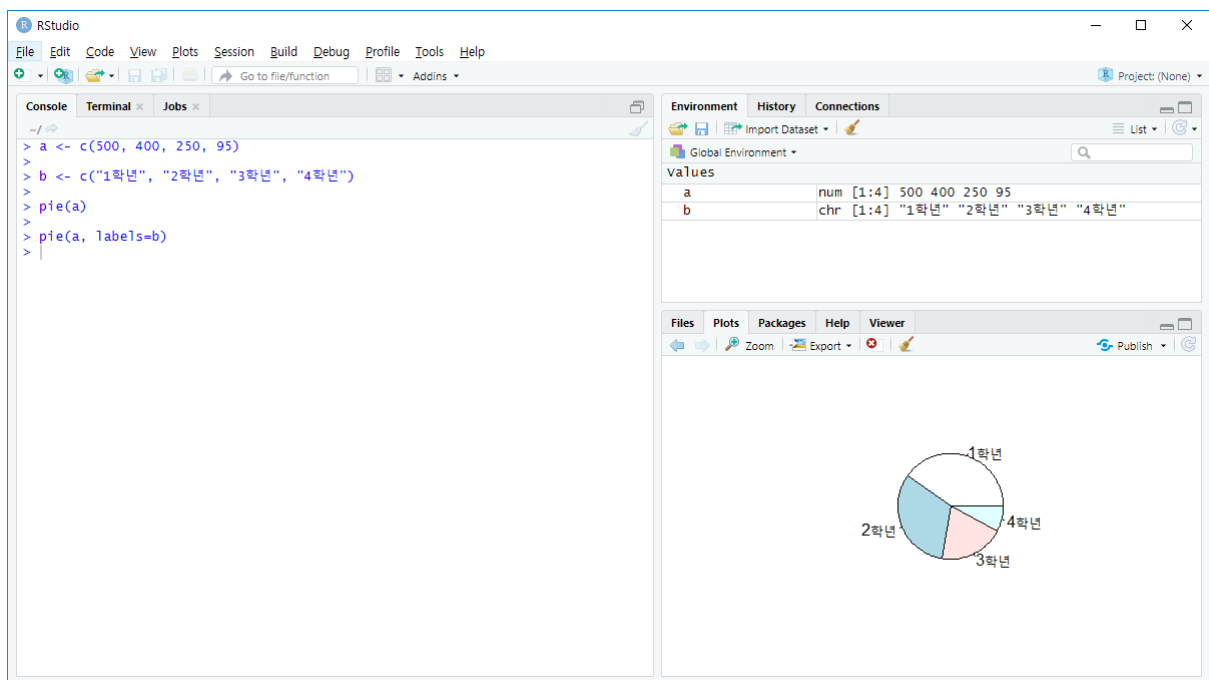 RStudio
File Edit Code View Plots Session Build Debug Profile Tools Help
Go to file/function Addins Project: (None)
Console Terminal Jobs
~/
> a <- c(500, 400, 250, 95)
>
> b <- c("1학년", "2학년", "3학년", "4학년")
>
> pie(a)
>
> pie(a, labels=b)
>
Environment History Connections
Import Dataset List
Global Environment
Values
a num [1:4] 500 400 250 95
b chr [1:4] "1학년" "2학년" "3학년" "4학년"
Files Plots Packages Help Viewer
Zoom Export Publish
1학년
2학년
4학년
3학년